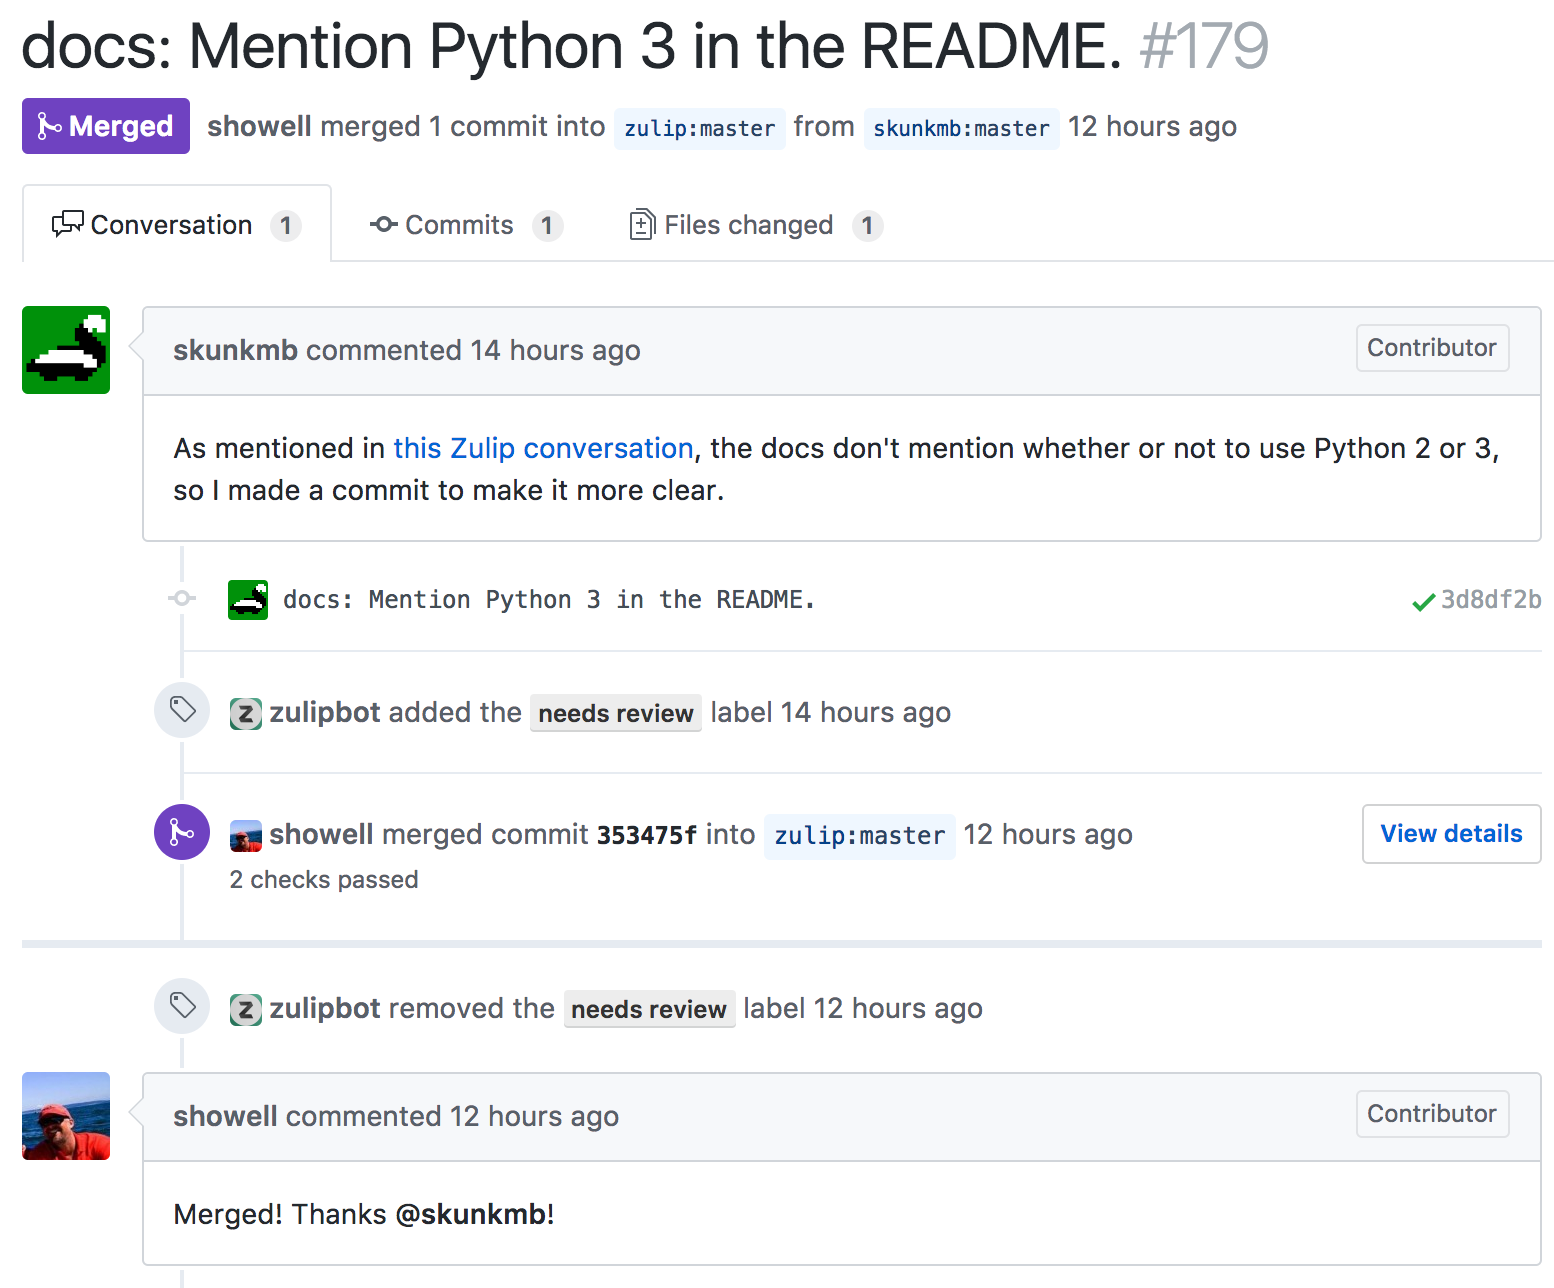 docs: Mention Python 3 in the README. #179
Merged showell merged 1 commit into zulip:master from skunkmb:master 12 hours ago
Conversation 1 Commits 1 Files changed 1
skunkmb commented 14 hours ago Contributor
As mentioned in this Zulip conversation, the docs don't mention whether or not to use Python 2 or 3,
so I made a commit to make it more clear.
docs: Mention Python 3 in the README. 3d8df2b
zulipbot added the needs review label 14 hours ago
showell merged commit 353475f into zulip:master 12 hours ago View details
2 checks passed
zulipbot removed the needs review label 12 hours ago
showell commented 12 hours ago Contributor
Merged! Thanks @skunkmb!